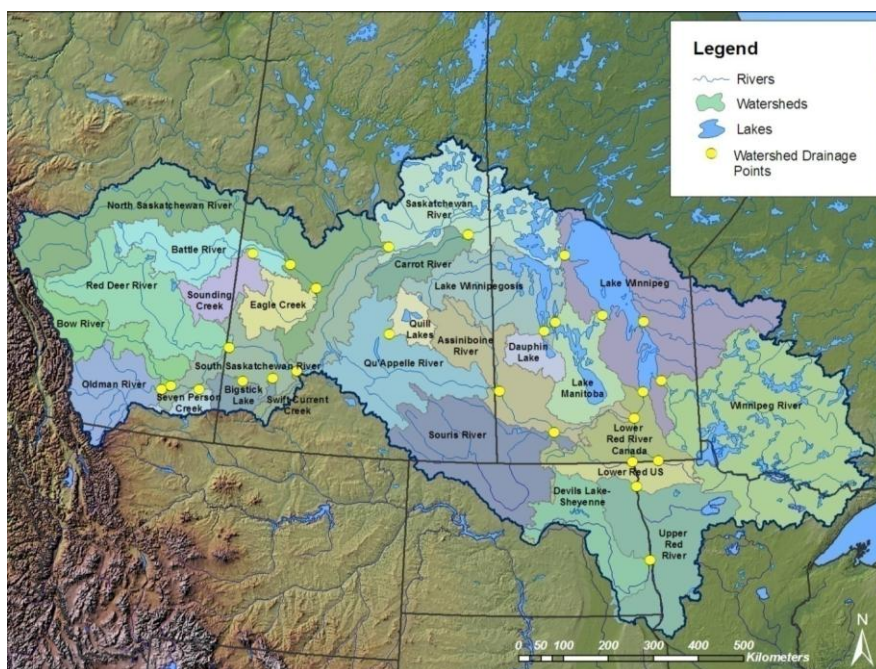 Legend
Rivers
Watersheds
Lakes
Watershed Drainage
Points
North Saskatchewan River
Saskatchewan
River
Battle River
Carrot River
Red Deer River
Sounding
Creek
Eagle Creek
Lake Winnipegosis
Lake Winnipeg
Bow River
Quill
Lakes
Assiniboine
River
Dauphin
Lake
Qu'Appelle River
South Saskatchewan River
Oldman River
Seven Person
Creek
Bigstick
Lake
Swift Current
Creek
Lake
Manitoba
Winnipeg River
Souris River
Lower
Red River
Canada
Lower Red US
Devils Lake-
Sheyenne
Upper
Red
River
N
0 50 100 200 300 400 500
Kilometers